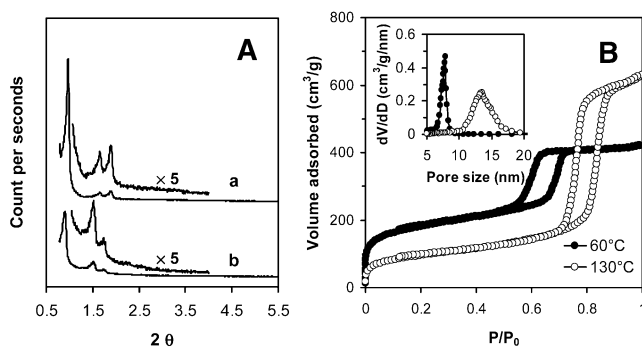 A
Count per seconds
× 5
a
× 5
b
0.5 1.5 2.5 3.5 4.5 5.5
2 θ
B
Volume adsorbed (cm³/g)
800
600
400
200
0
0 0.2 0.4 0.6 0.8 1
P/P₀
dV/dD (cm³/g/nm)
0.6
0.4
0.2
0
5 10 15 20
Pore size (nm)
60°C
130°C